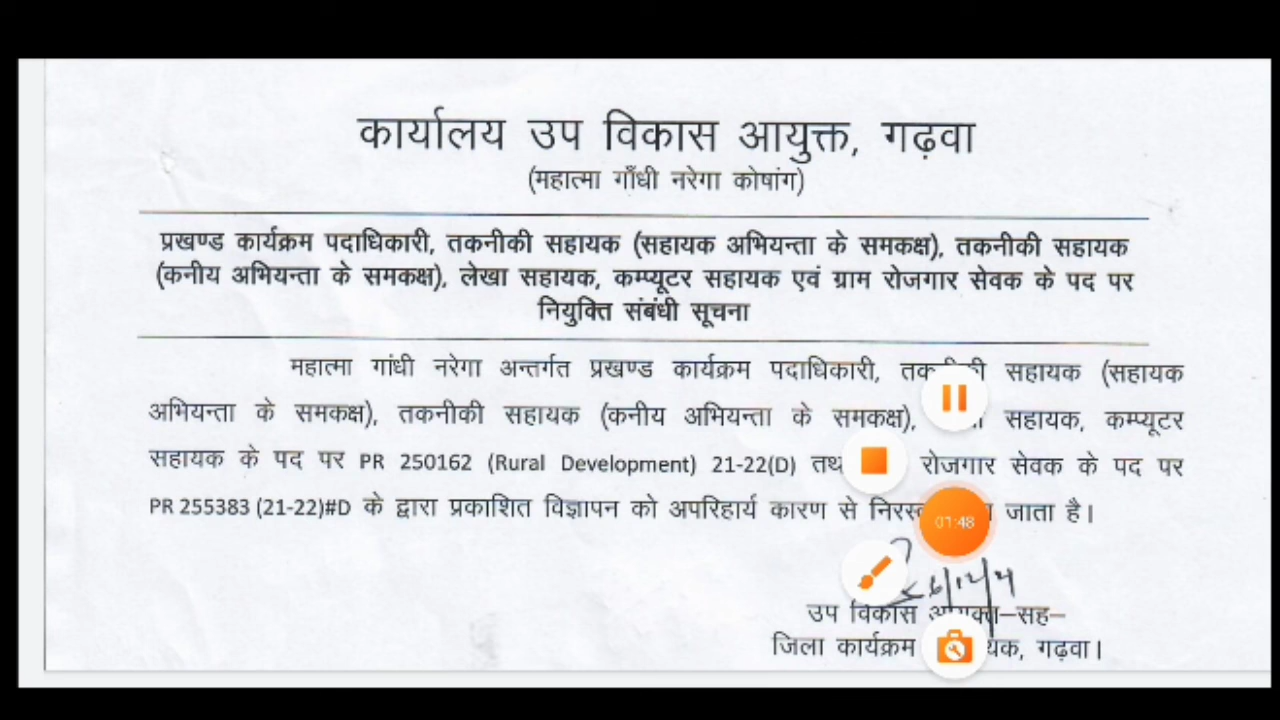 कार्यालय उप विकास आयुक्त, गढ़वा
(महात्मा गाँधी नरेगा कोषांग)
प्रखण्ड कार्यक्रम पदाधिकारी, तकनीकी सहायक (सहायक अभियन्ता के समकक्ष), तकनीकी सहायक
(कनीय अभियन्ता के समकक्ष), लेखा सहायक, कम्प्यूटर सहायक एवं ग्राम रोजगार सेवक के पद पर
नियुक्ति संबंधी सूचना
महात्मा गांधी नरेगा अन्तर्गत प्रखण्ड कार्यक्रम पदाधिकारी, सहायक (सहायक
अभियन्ता के समकक्ष), तकनीकी सहायक (कनीय अभियन्ता के समकक्ष), सहायक, कम्प्यूटर
सहायक के पद पर PR 250162 (Rural Development) 21-22(D) रोजगार सेवक के पद पर
PR 255383 (21-22)#D के द्वारा प्रकाशित विज्ञापन को अपरिहार्य कारण से जाता है।
01:48
उप विकास
जिला कार्यक्रम गढ़वा।